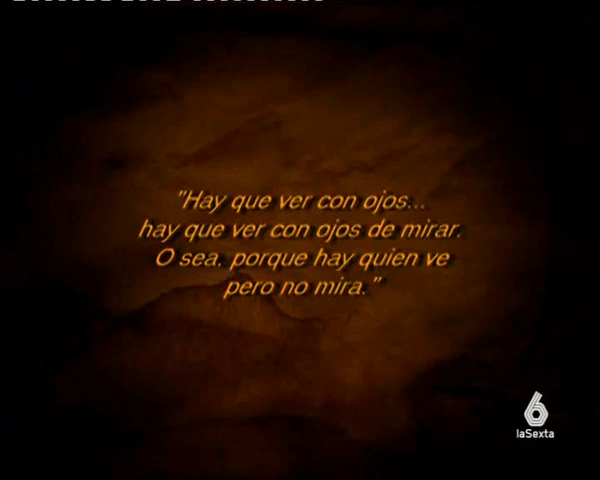 "Hay que ver con ojos...
hay que ver con ojos de mirar.
O sea, porque hay quien ve
pero no mira."
6
laSexta